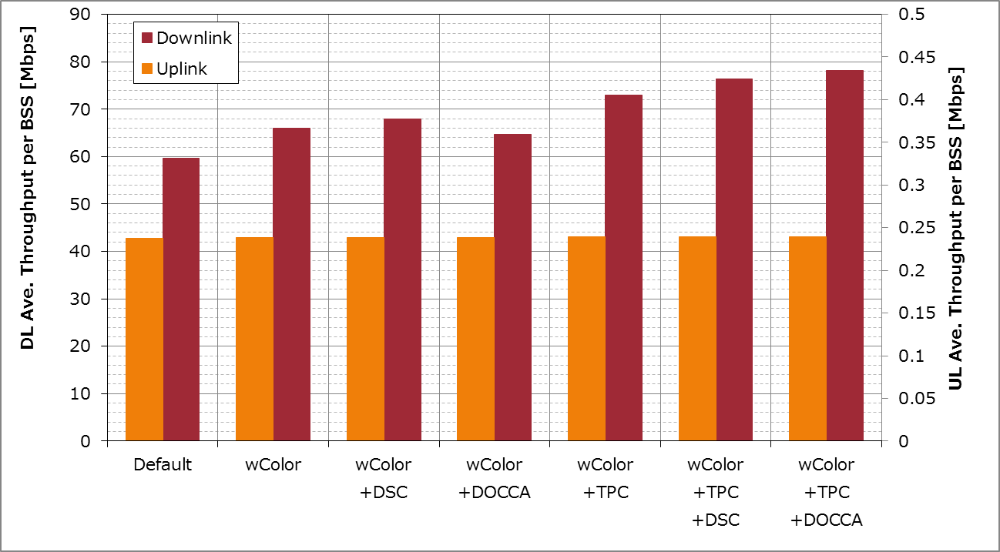 DL Ave. Throughput per BSS [Mbps]
90
80
70
60
50
40
30
20
10
0
Downlink
Uplink
0.5
0.45
0.4
0.35
0.3
0.25
0.2
0.15
0.1
0.05
0
UL Ave. Throughput per BSS [Mbps]
Default
wColor
wColor
+DSC
wColor
+DOCCA
wColor
+TPC
wColor
+TPC
+DSC
wColor
+TPC
+DOCCA